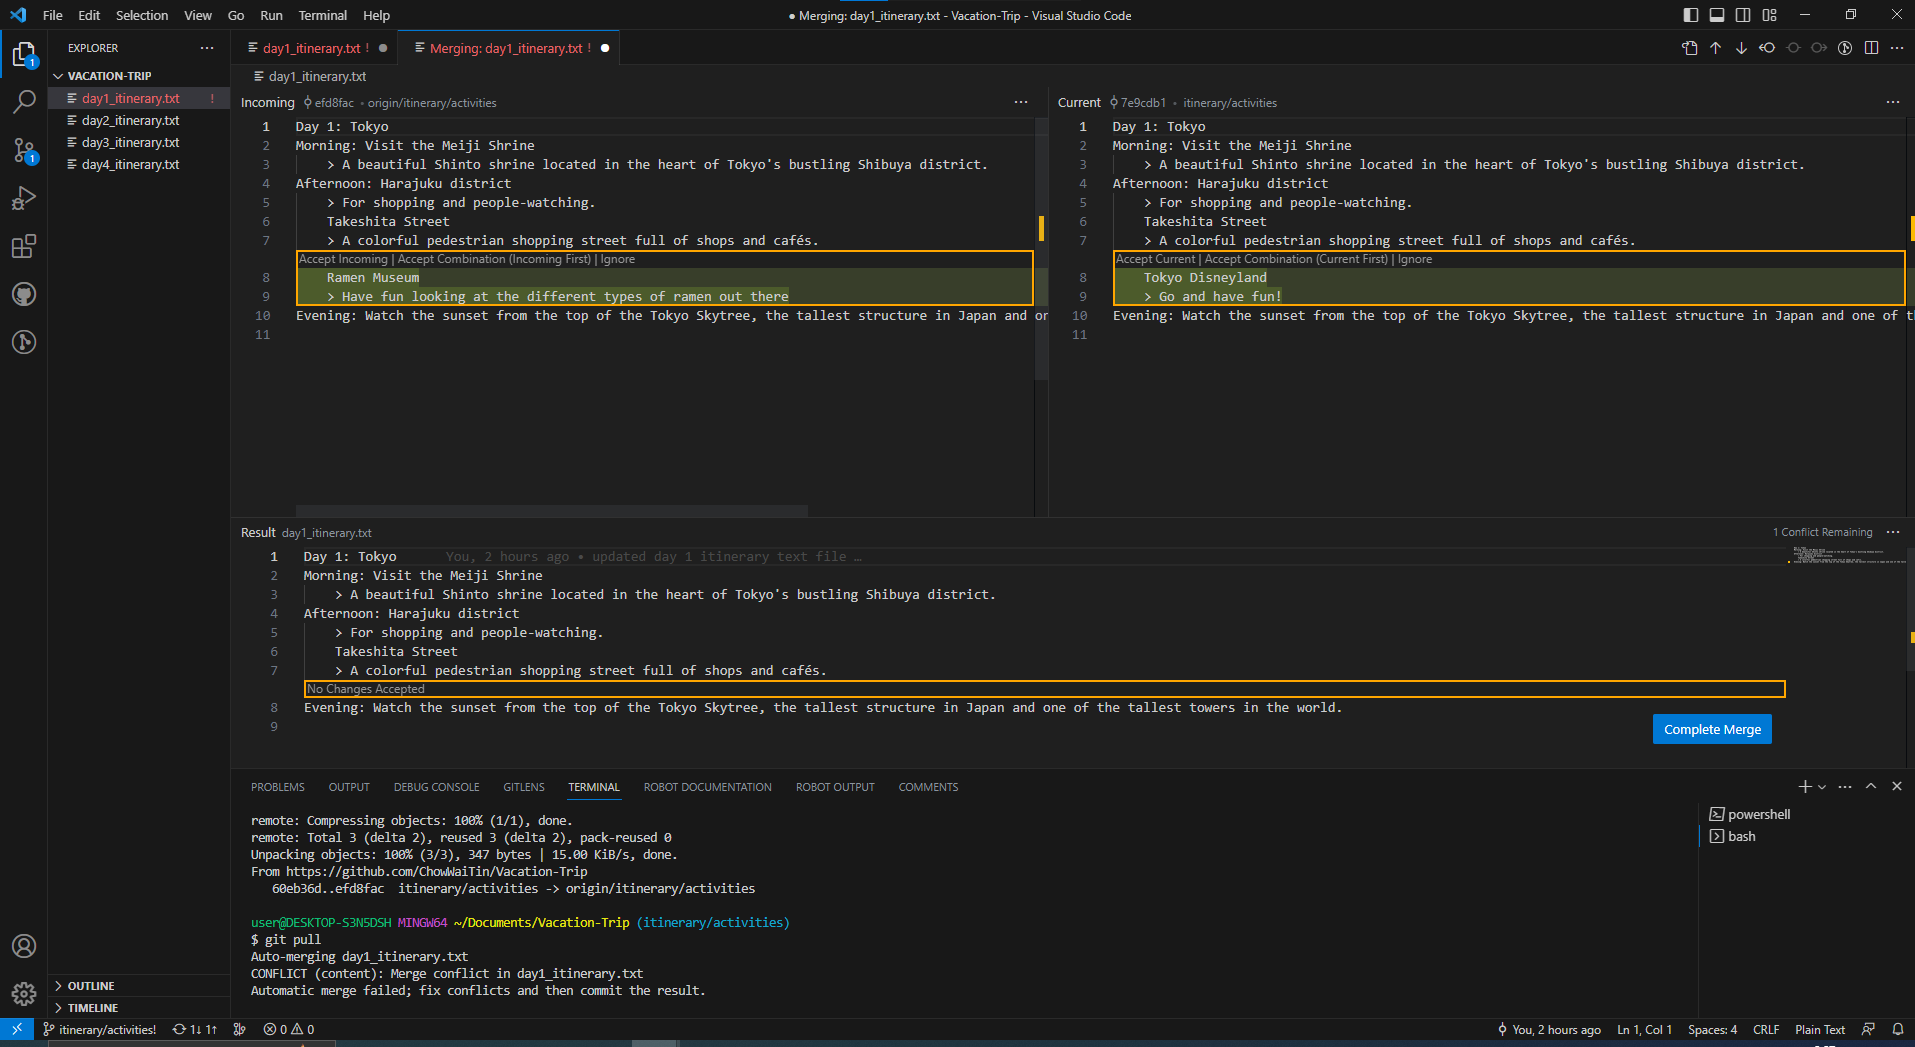 File Edit Selection View Go Run Terminal Help
● Merging: day1_itinerary.txt - Vacation-Trip - Visual Studio Code
EXPLORER
VACATION-TRIP
day1_itinerary.txt !
day2_itinerary.txt
day3_itinerary.txt
day4_itinerary.txt
OUTLINE
TIMELINE
1
1
day1_itinerary.txt ! ●
Merging: day1_itinerary.txt ! ●
day1_itinerary.txt
Incoming efd8fac • origin/itinerary/activities
1 Day 1: Tokyo
2 Morning: Visit the Meiji Shrine
3 > A beautiful Shinto shrine located in the heart of Tokyo's bustling Shibuya district.
4 Afternoon: Harajuku district
5 > For shopping and people-watching.
6 Takeshita Street
7 > A colorful pedestrian shopping street full of shops and cafés.
Accept Incoming | Accept Combination (Incoming First) | Ignore
8 Ramen Museum
9 > Have fun looking at the different types of ramen out there
10 Evening: Watch the sunset from the top of the Tokyo Skytree, the tallest structure in Japan and or
11
Current 7e9cdb1 • itinerary/activities
1 Day 1: Tokyo
2 Morning: Visit the Meiji Shrine
3 > A beautiful Shinto shrine located in the heart of Tokyo's bustling Shibuya district.
4 Afternoon: Harajuku district
5 > For shopping and people-watching.
6 Takeshita Street
7 > A colorful pedestrian shopping street full of shops and cafés.
Accept Current | Accept Combination (Current First) | Ignore
8 Tokyo Disneyland
9 > Go and have fun!
10 Evening: Watch the sunset from the top of the Tokyo Skytree, the tallest structure in Japan and one of t
11
Result day1_itinerary.txt
1 Conflict Remaining
1 Day 1: Tokyo You, 2 hours ago • updated day 1 itinerary text file …
2 Morning: Visit the Meiji Shrine
3 > A beautiful Shinto shrine located in the heart of Tokyo's bustling Shibuya district.
4 Afternoon: Harajuku district
5 > For shopping and people-watching.
6 Takeshita Street
7 > A colorful pedestrian shopping street full of shops and cafés.
No Changes Accepted
8 Evening: Watch the sunset from the top of the Tokyo Skytree, the tallest structure in Japan and one of the tallest towers in the world.
9
Complete Merge
PROBLEMS OUTPUT DEBUG CONSOLE GITLENS TERMINAL ROBOT DOCUMENTATION ROBOT OUTPUT COMMENTS
remote: Compressing objects: 100% (1/1), done.
remote: Total 3 (delta 2), reused 3 (delta 2), pack-reused 0
Unpacking objects: 100% (3/3), 347 bytes | 15.00 KiB/s, done.
From https://github.com/ChowWaiTin/Vacation-Trip
60eb36d..efd8fac itinerary/activities -> origin/itinerary/activities
user@DESKTOP-S3N5DSH MINGW64 ~/Documents/Vacation-Trip (itinerary/activities)
$ git pull
Auto-merging day1_itinerary.txt
CONFLICT (content): Merge conflict in day1_itinerary.txt
Automatic merge failed; fix conflicts and then commit the result.
powershell
bash
itinerary/activities! 1↓ 1↑ 0 0
You, 2 hours ago Ln 1, Col 1 Spaces: 4 CRLF Plain Text